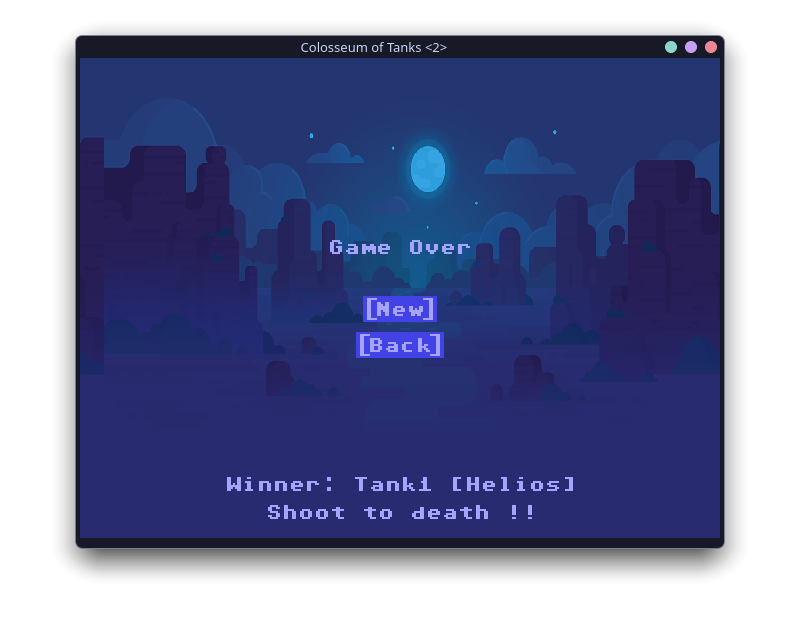 Colosseum of Tanks <2>
Game Over
[New]
[Back]
Winner: Tank1 [Helios]
Shoot to death !!